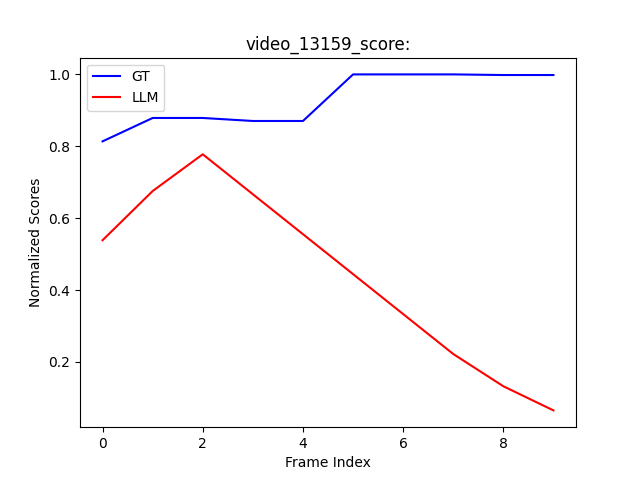 video_13159_score:
GT
LLM
Normalized Scores
1.0
0.8
0.6
0.4
0.2
0 2 4 6 8
Frame Index